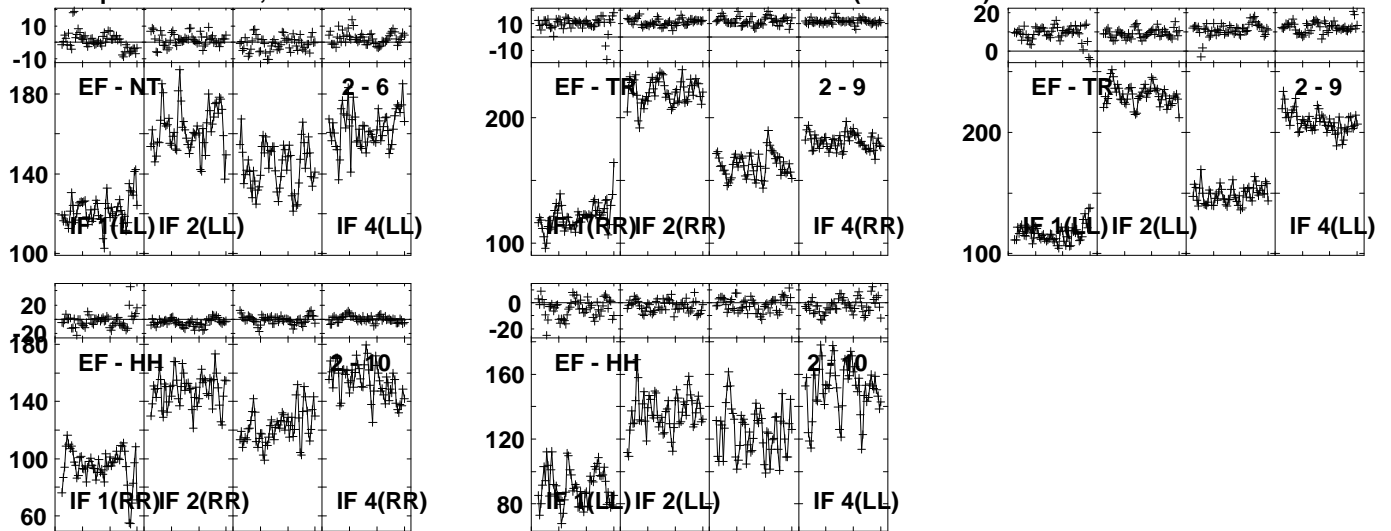 10
-10
EF - NT 2 - 6
180
140
IF 1(LL) IF 2(LL) IF 4(LL)
100
10
-10
EF - TR 2 - 9
200
IF 1(RR) IF 2(RR) IF 4(RR)
100
20
0
EF - TR 2 - 9
200
IF 1(LL) IF 2(LL) IF 4(LL)
100
20
-20
180
EF - HH 2 - 10
140
100
IF 1(RR) IF 2(RR) IF 4(RR)
60
0
-20
EF - HH 2 - 10
160
120
80
IF 1(LL) IF 2(LL) IF 4(LL)